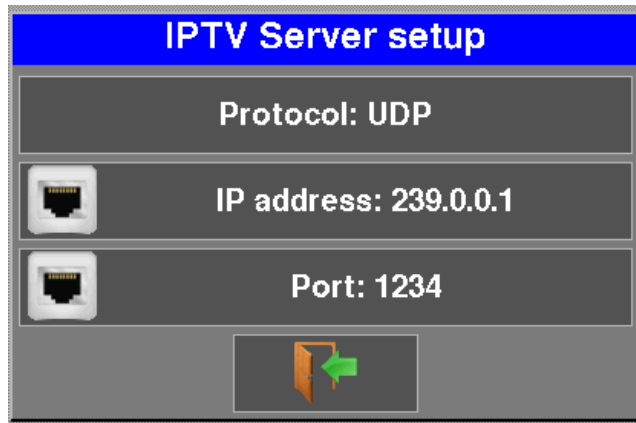 IPTV Server setup
Protocol: UDP
IP address: 239.0.0.1
Port: 1234